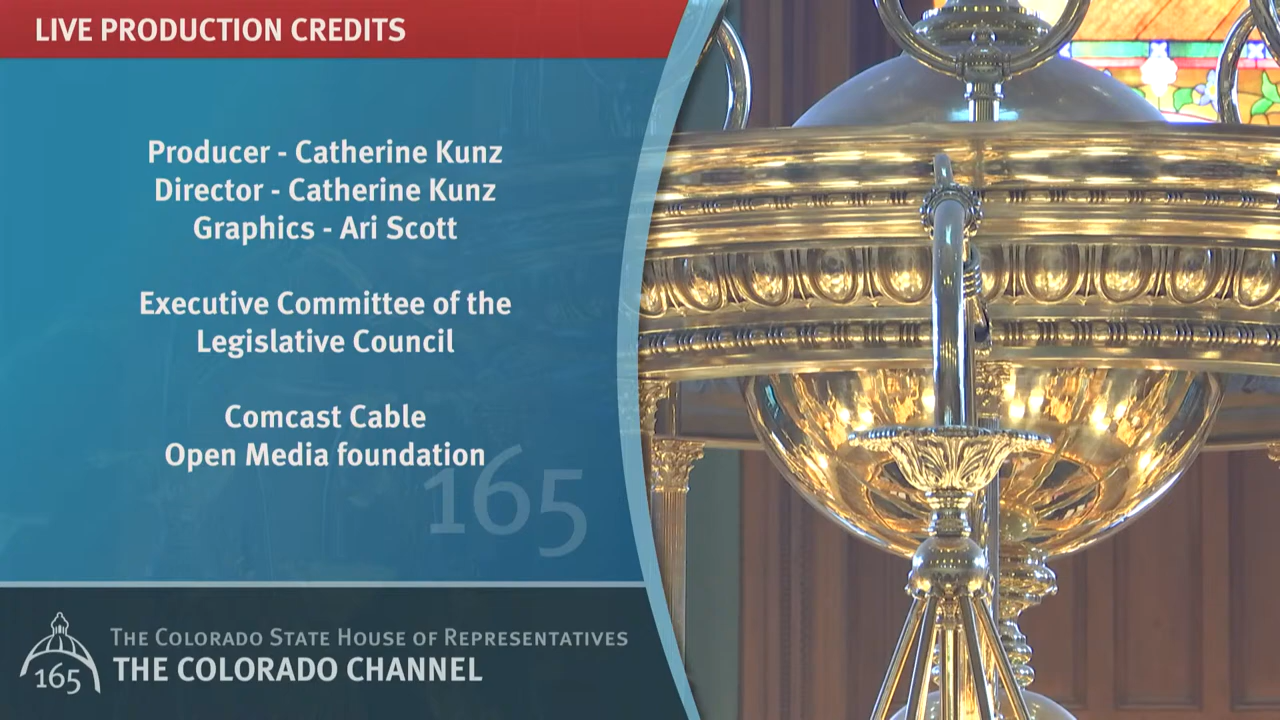 LIVE PRODUCTION CREDITS
Producer - Catherine Kunz
Director - Catherine Kunz
Graphics - Ari Scott
Executive Committee of the
Legislative Council
Comcast Cable
Open Media foundation
165
THE COLORADO STATE HOUSE OF REPRESENTATIVES
165 THE COLORADO CHANNEL